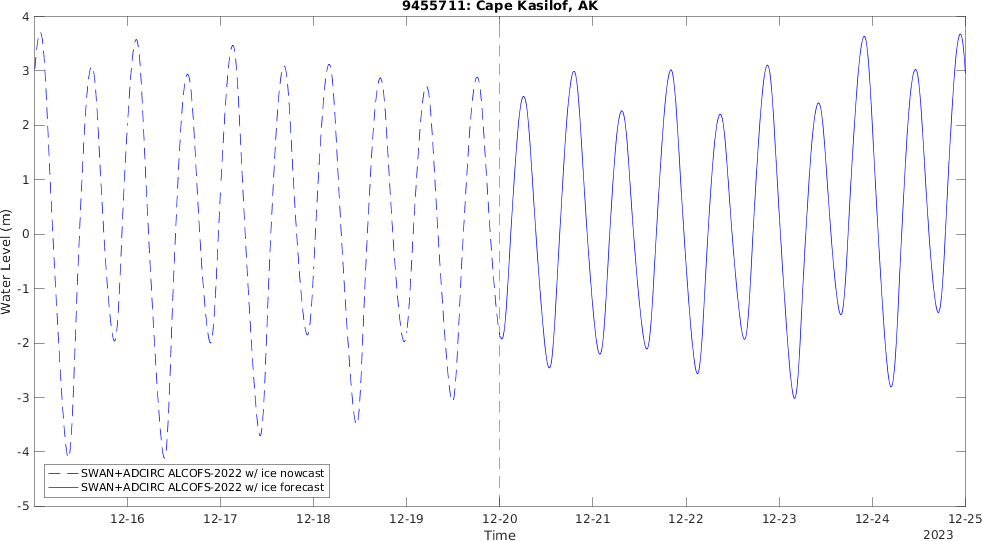 9455711: Cape Kasilof, AK
4
3
2
1
0
-1
-2
-3
-4
-5
Water Level (m)
SWAN+ADCIRC ALCOFS-2022 w/ ice nowcast
SWAN+ADCIRC ALCOFS-2022 w/ ice forecast
12-16 12-17 12-18 12-19 12-20 12-21 12-22 12-23 12-24 12-25
Time
2023